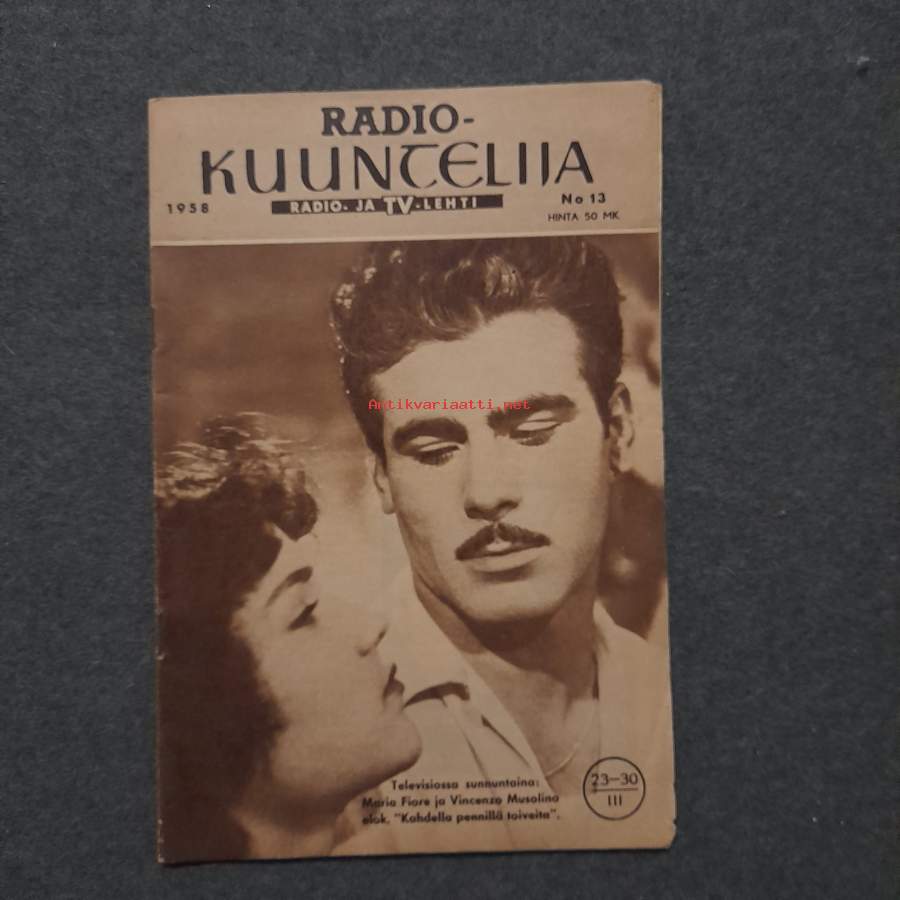 RADIO-
KUUNTELIJA
1958
RADIO- JA TV-LEHTI
No 13
HINTA 50 MK.
Antikvariaatti.net
Televisiossa sunnuntaina:
Maria Fiore ja Vincenzo Musolino
elok. "Kahdella pennillä toiveita".
23—30
III